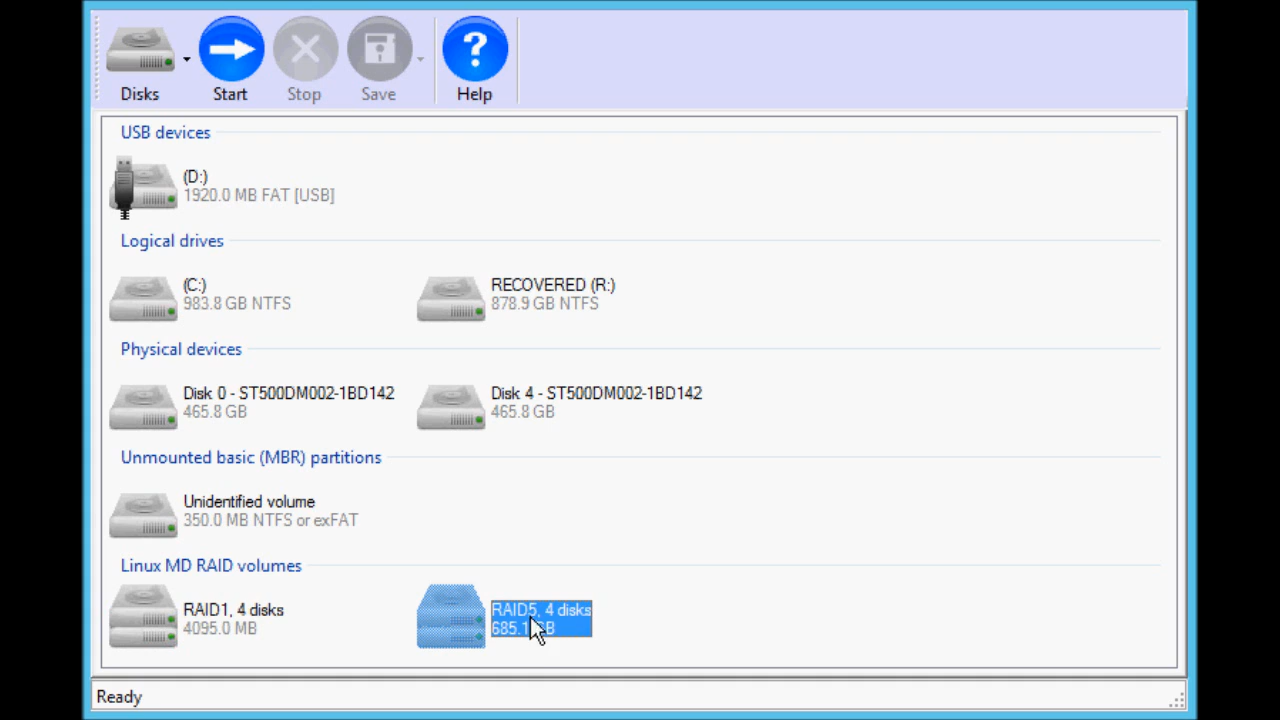 Disks
Start
Stop
Save
Help
USB devices
(D:)
1920.0 MB FAT [USB]
Logical drives
(C:)
983.8 GB NTFS
RECOVERED (R:)
878.9 GB NTFS
Physical devices
Disk 0 - ST500DM002-1BD142
465.8 GB
Disk 4 - ST500DM002-1BD142
465.8 GB
Unmounted basic (MBR) partitions
Unidentified volume
350.0 MB NTFS or exFAT
Linux MD RAID volumes
RAID1, 4 disks
4095.0 MB
RAID5, 4 disks
Ready